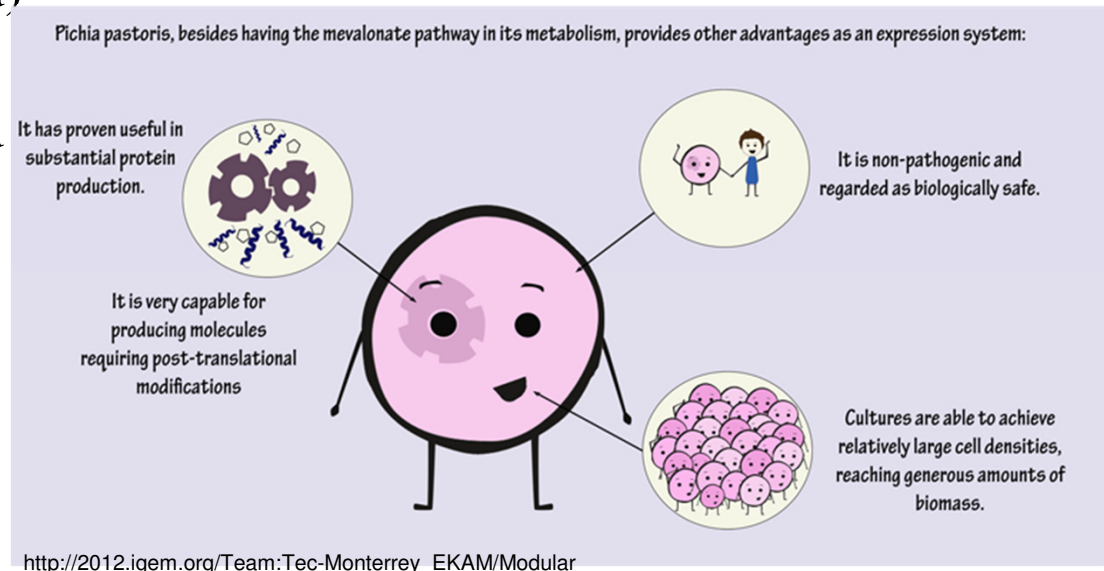 Pichia pastoris, besides having the mevalonate pathway in its metabolism, provides other advantages as an expression system:
It has proven useful in
substantial protein
production.
It is non-pathogenic and
regarded as biologically safe.
It is very capable for
producing molecules
requiring post-translational
modifications
Cultures are able to achieve
relatively large cell densities,
reaching generous amounts of
biomass.
http://2012.igem.org/Team:Tec-Monterrey_EKAM/Modular